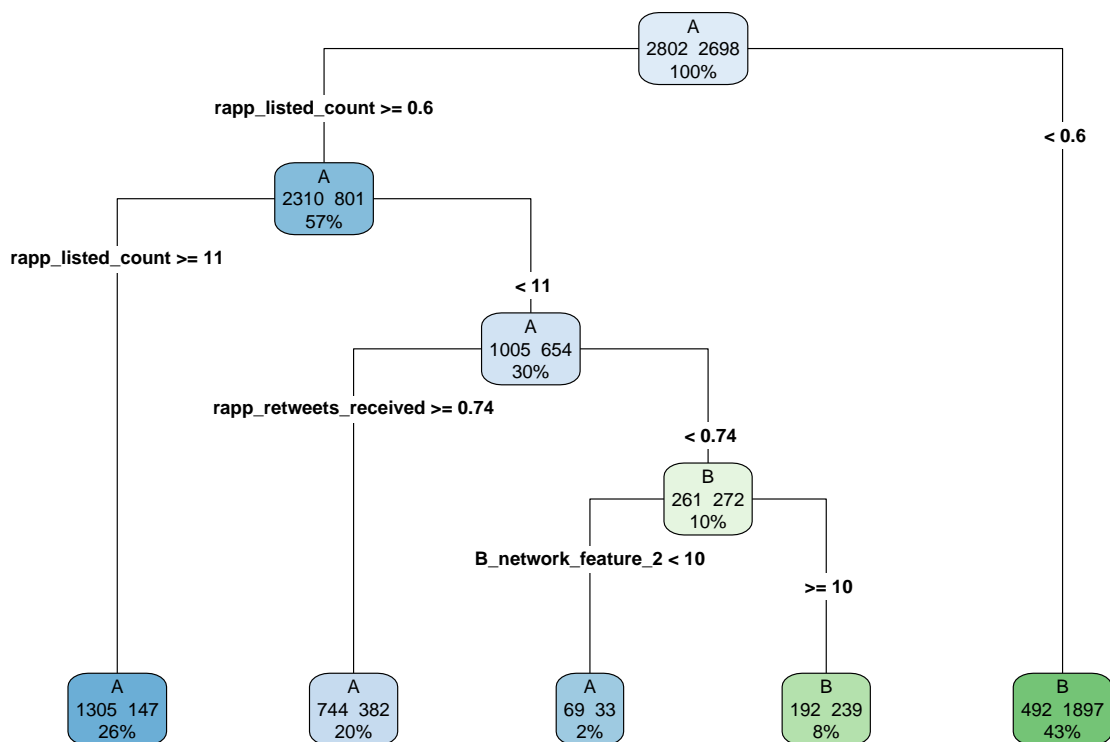 A
2802 2698
100%
rapp_listed_count >= 0.6
< 0.6
A
2310 801
57%
rapp_listed_count >= 11
< 11
A
1005 654
30%
rapp_retweets_received >= 0.74
< 0.74
B
261 272
10%
B_network_feature_2 < 10
>= 10
A
1305 147
26%
A
744 382
20%
A
69 33
2%
B
192 239
8%
B
492 1897
43%